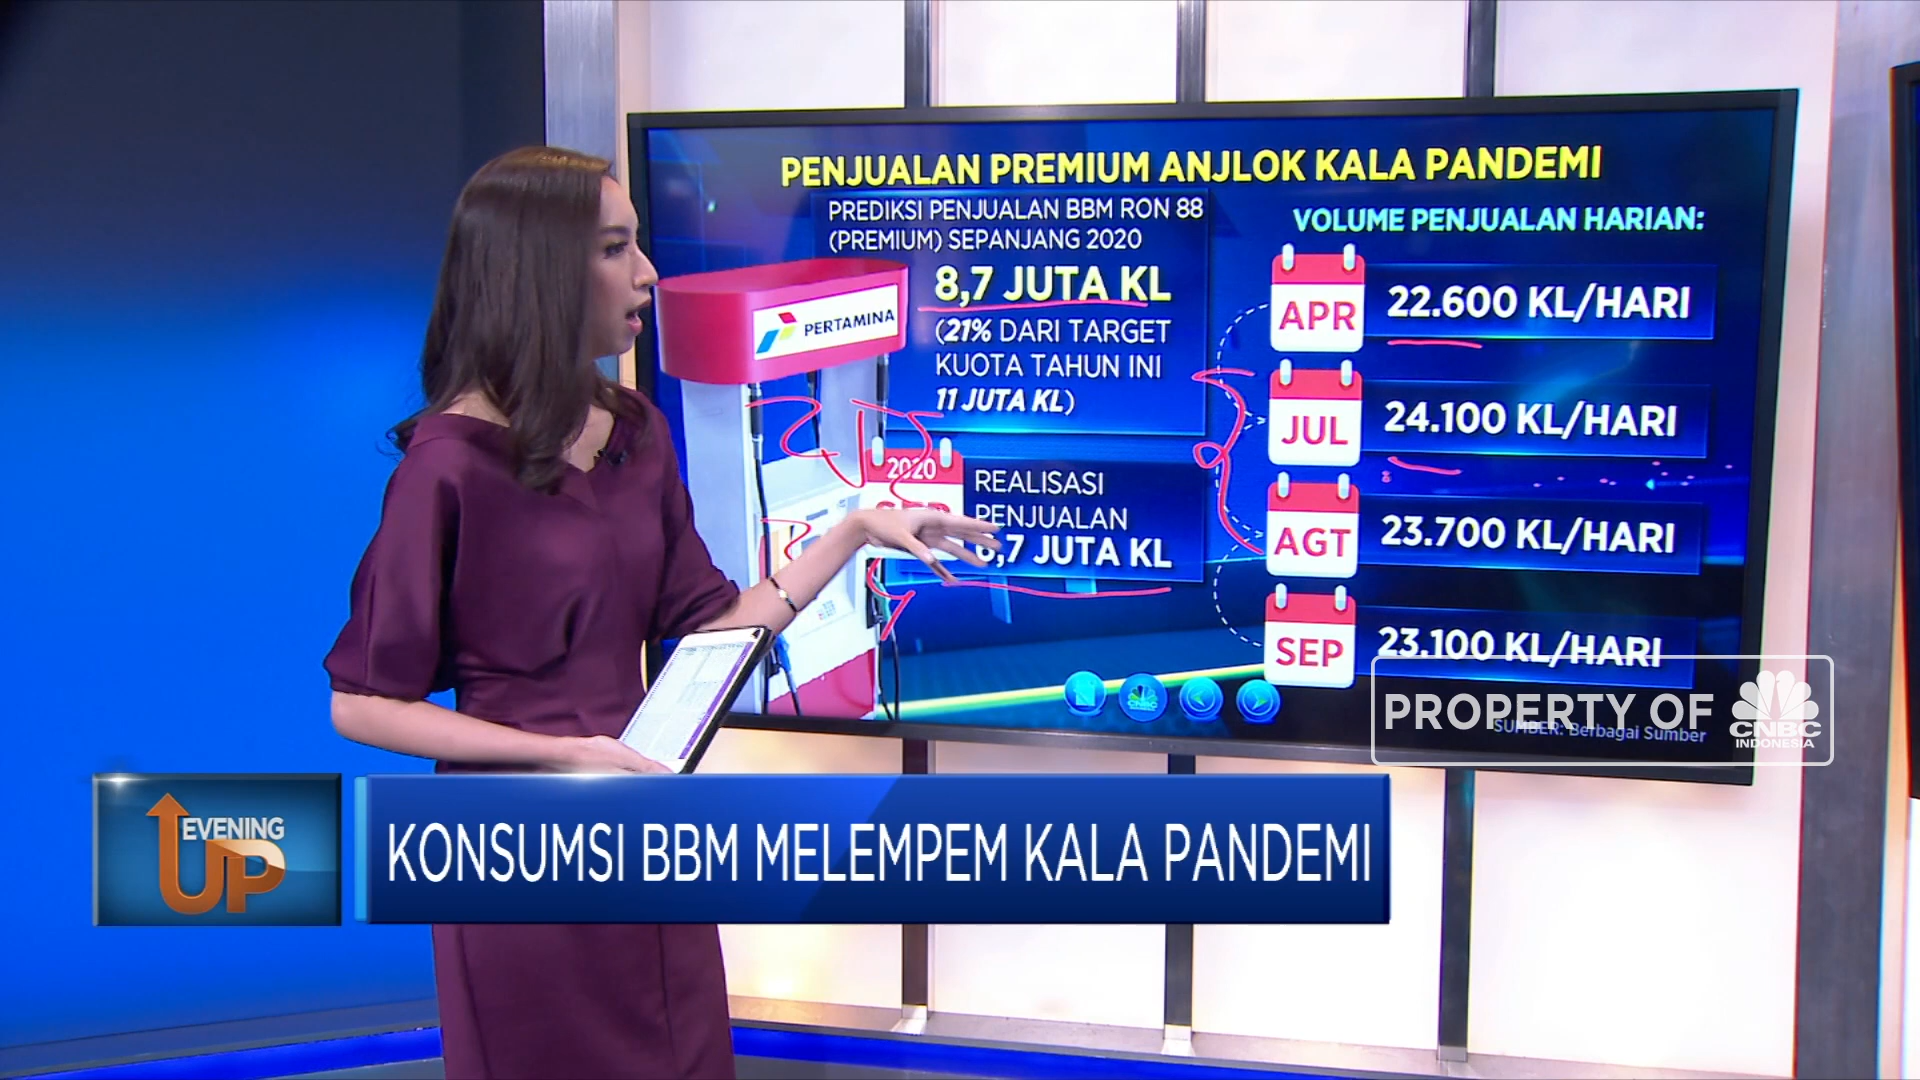 PENJUALAN PREMIUM ANJLOK KALA PANDEMI
PREDIKSI PENJUALAN BBM RON 88
(PREMIUM) SEPANJANG 2020
8,7 JUTA KL
(21% DARI TARGET
KUOTA TAHUN INI
11 JUTA KL)
PERTAMINA
2020
SEP
REALISASI
PENJUALAN
6,7 JUTA KL
VOLUME PENJUALAN HARIAN:
APR 22.600 KL/HARI
JUL 24.100 KL/HARI
AGT 23.700 KL/HARI
SEP 23.100 KL/HARI
CNBC
SUMBER: Berbagai Sumber
PROPERTY OF CNBC INDONESIA
EVENING
UP
KONSUMSI BBM MELEMPEM KALA PANDEMI